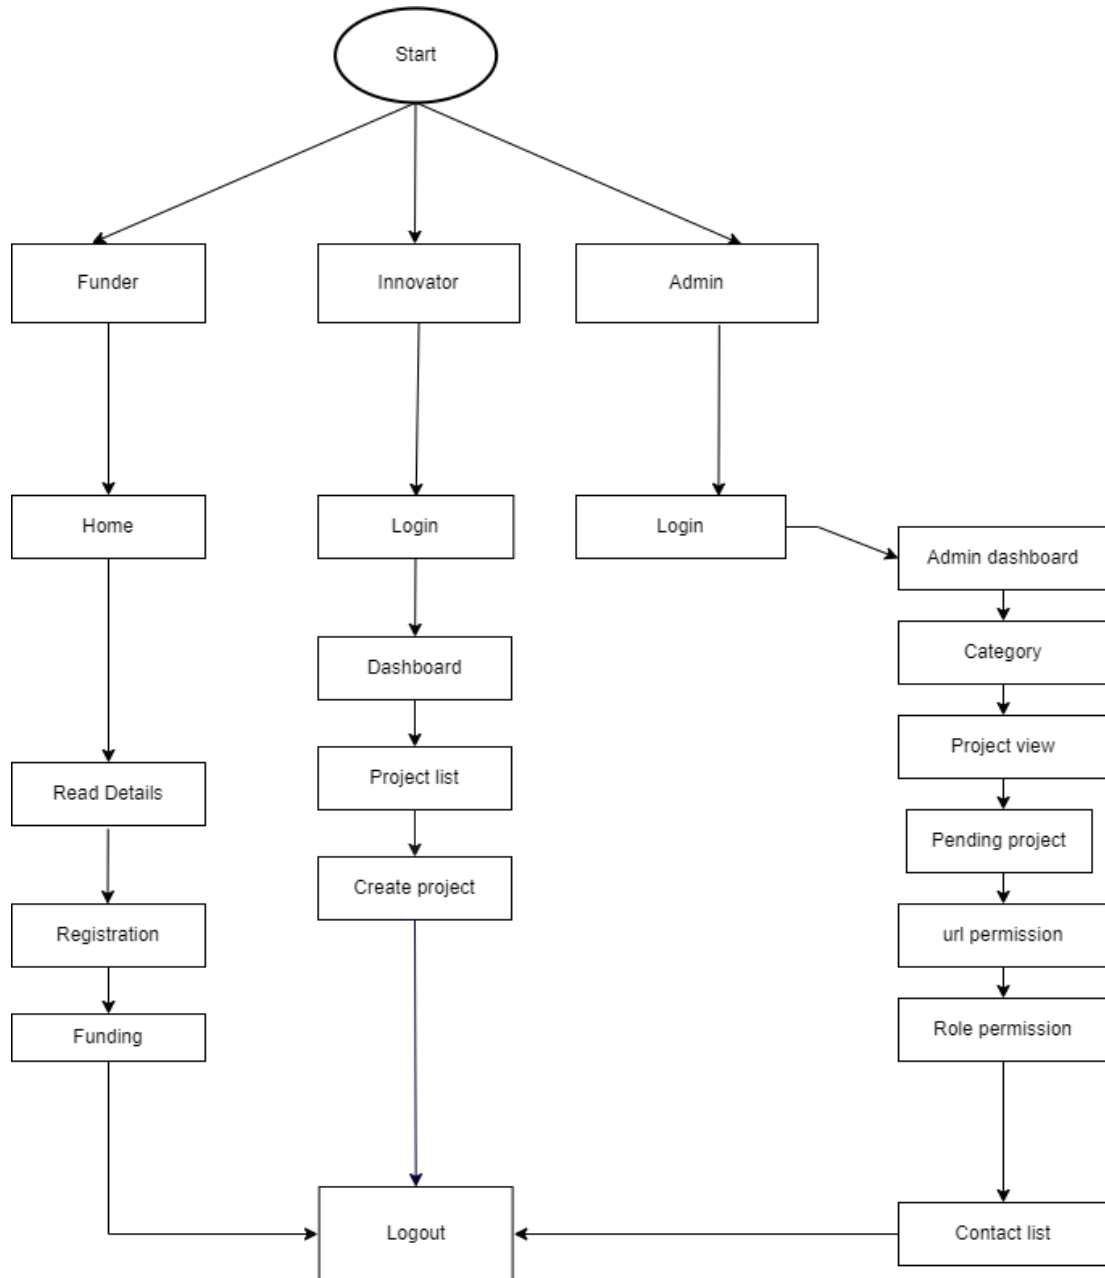 Start
Funder
Innovator
Admin
Home
Login
Login
Admin dashboard
Category
Dashboard
Project view
Project list
Read Details
Pending project
Create project
Registration
url permission
Funding
Role permission
Logout
Contact list